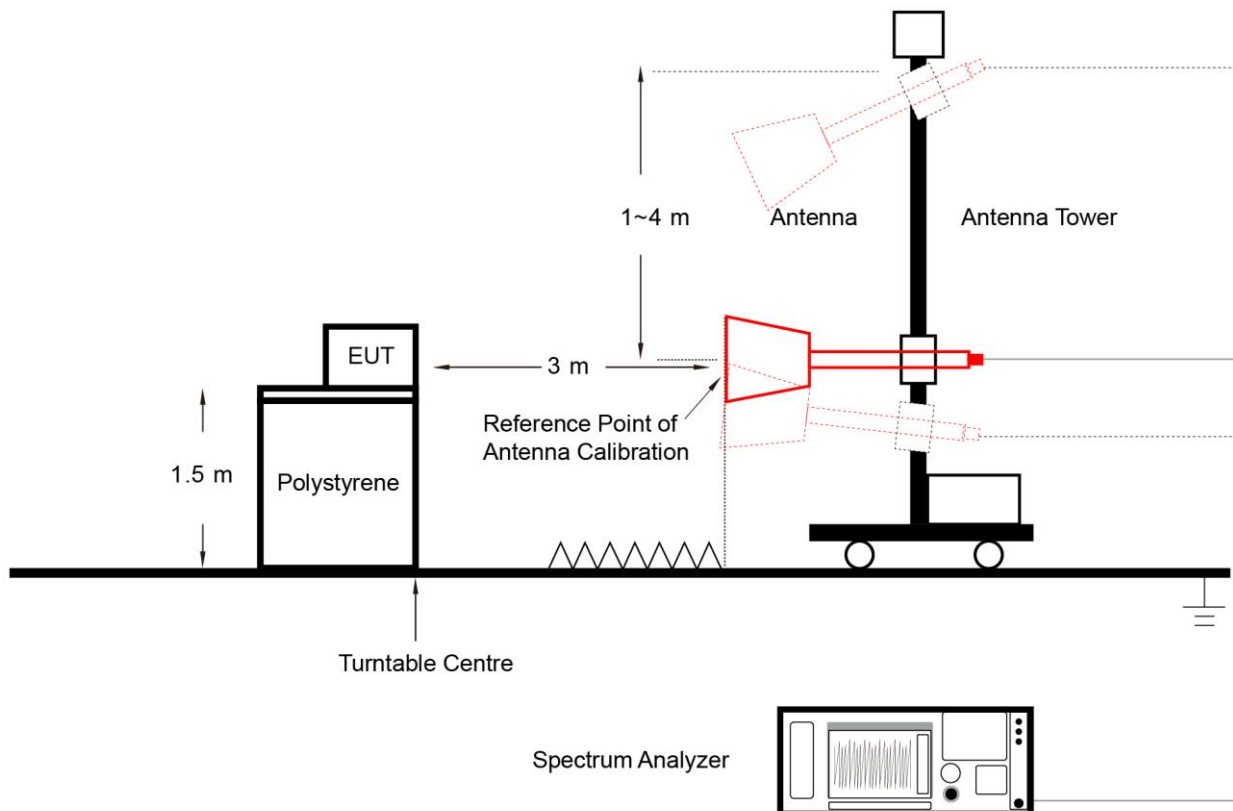 1~4 m
Antenna
Antenna Tower
EUT
3 m
Reference Point of
Antenna Calibration
1.5 m
Polystyrene
Turntable Centre
Spectrum Analyzer